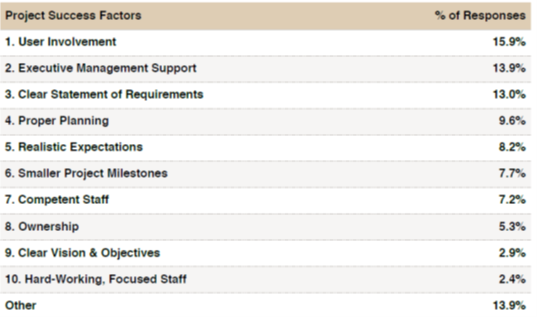 Project Success Factors % of Responses
1. User Involvement 15.9%
2. Executive Management Support 13.9%
3. Clear Statement of Requirements 13.0%
4. Proper Planning 9.6%
5. Realistic Expectations 8.2%
6. Smaller Project Milestones 7.7%
7. Competent Staff 7.2%
8. Ownership 5.3%
9. Clear Vision & Objectives 2.9%
10. Hard-Working, Focused Staff 2.4%
Other 13.9%